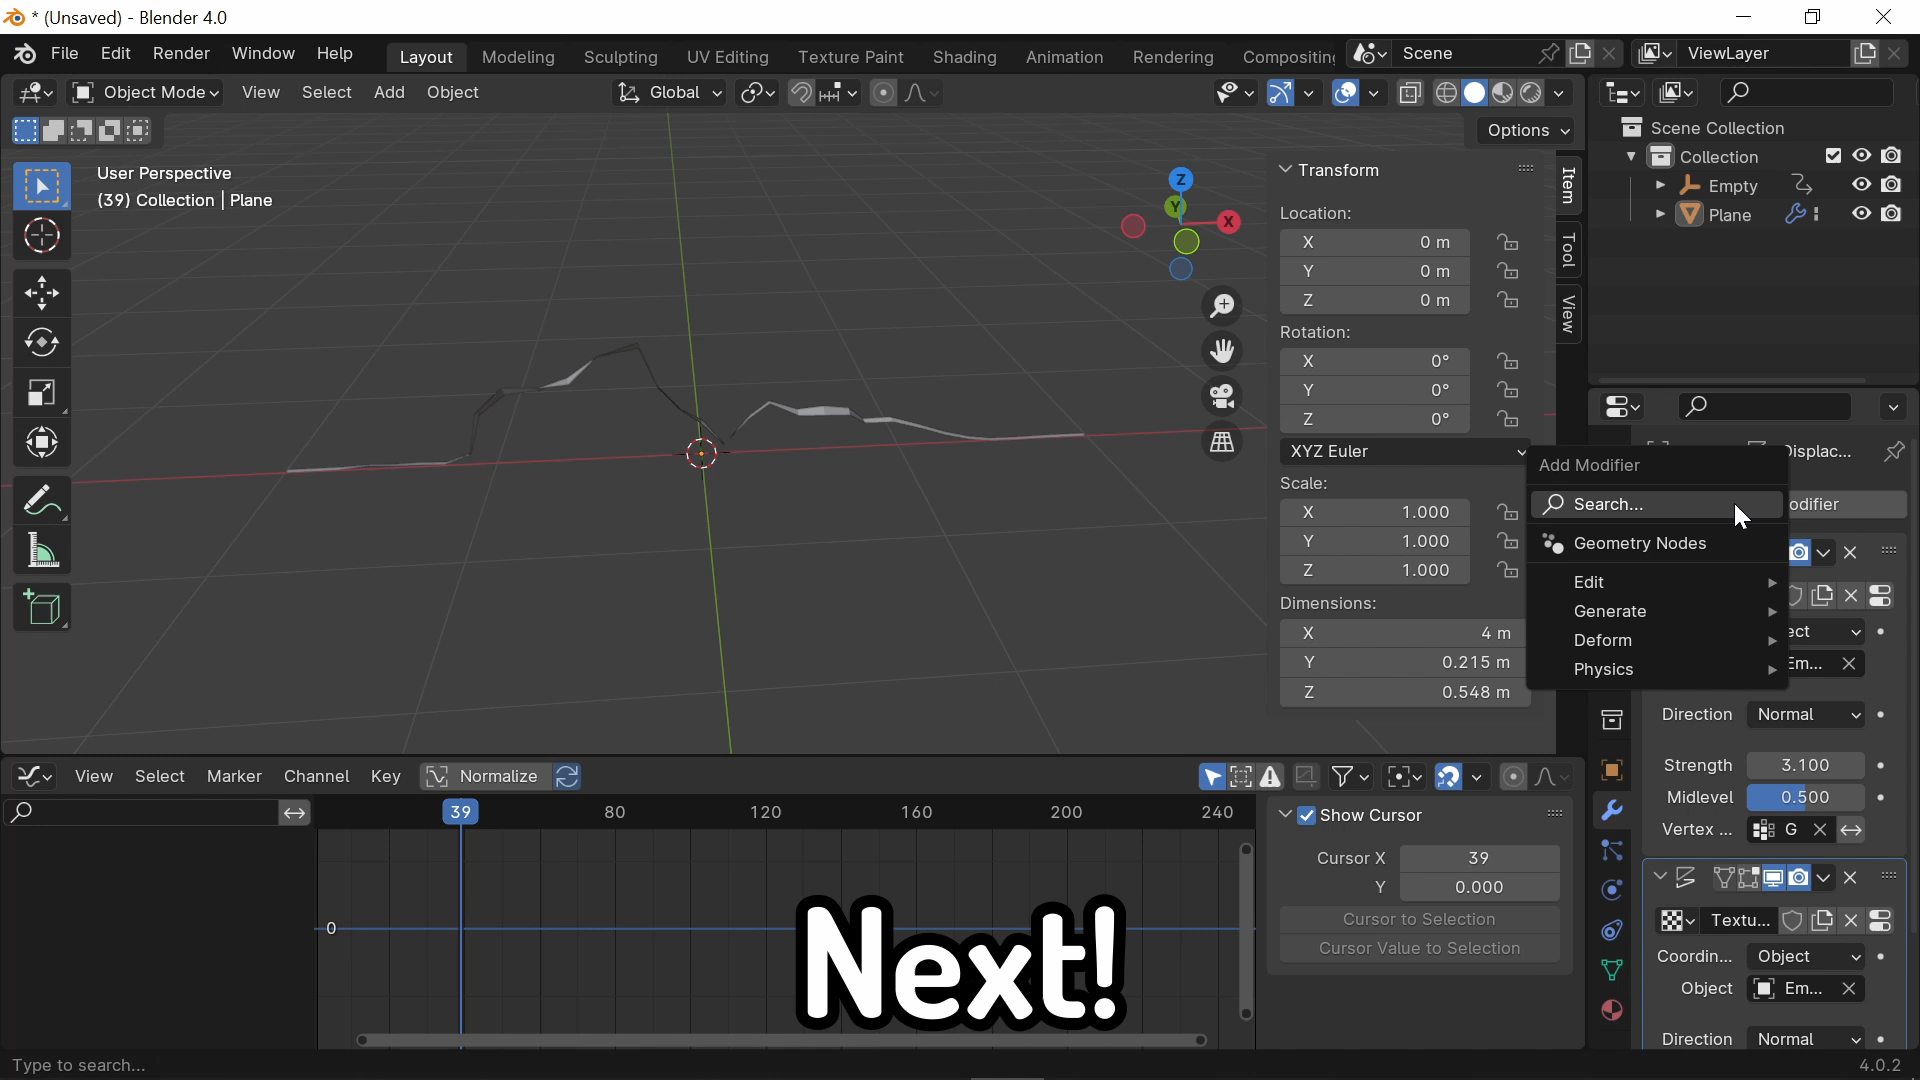 * (Unsaved) - Blender 4.0
File Edit Render Window Help
Layout Modeling Sculpting UV Editing Texture Paint Shading Animation Rendering Compositing
Scene
ViewLayer
Object Mode View Select Add Object
Global
Options
User Perspective
(39) Collection | Plane
Z
Y
X
Item
Tool
View
Transform
Location:
X 0 m
Y 0 m
Z 0 m
Rotation:
X 0°
Y 0°
Z 0°
XYZ Euler
Scale:
X 1.000
Y 1.000
Z 1.000
Dimensions:
X 4 m
Y 0.215 m
Z 0.548 m
Scene Collection
Collection
Empty
Plane
Displac...
odifier
Add Modifier
Search...
Geometry Nodes
Edit
Generate
Deform
Physics
ect
Em...
Direction Normal
Strength 3.100
Midlevel 0.500
Vertex ... G
Textu...
Coordin... Object
Object Em...
Direction Normal
View Select Marker Channel Key Normalize
39 80 120 160 200 240
0
Show Cursor
Cursor X 39
Y 0.000
Cursor to Selection
Cursor Value to Selection
Next!
Type to search...
4.0.2